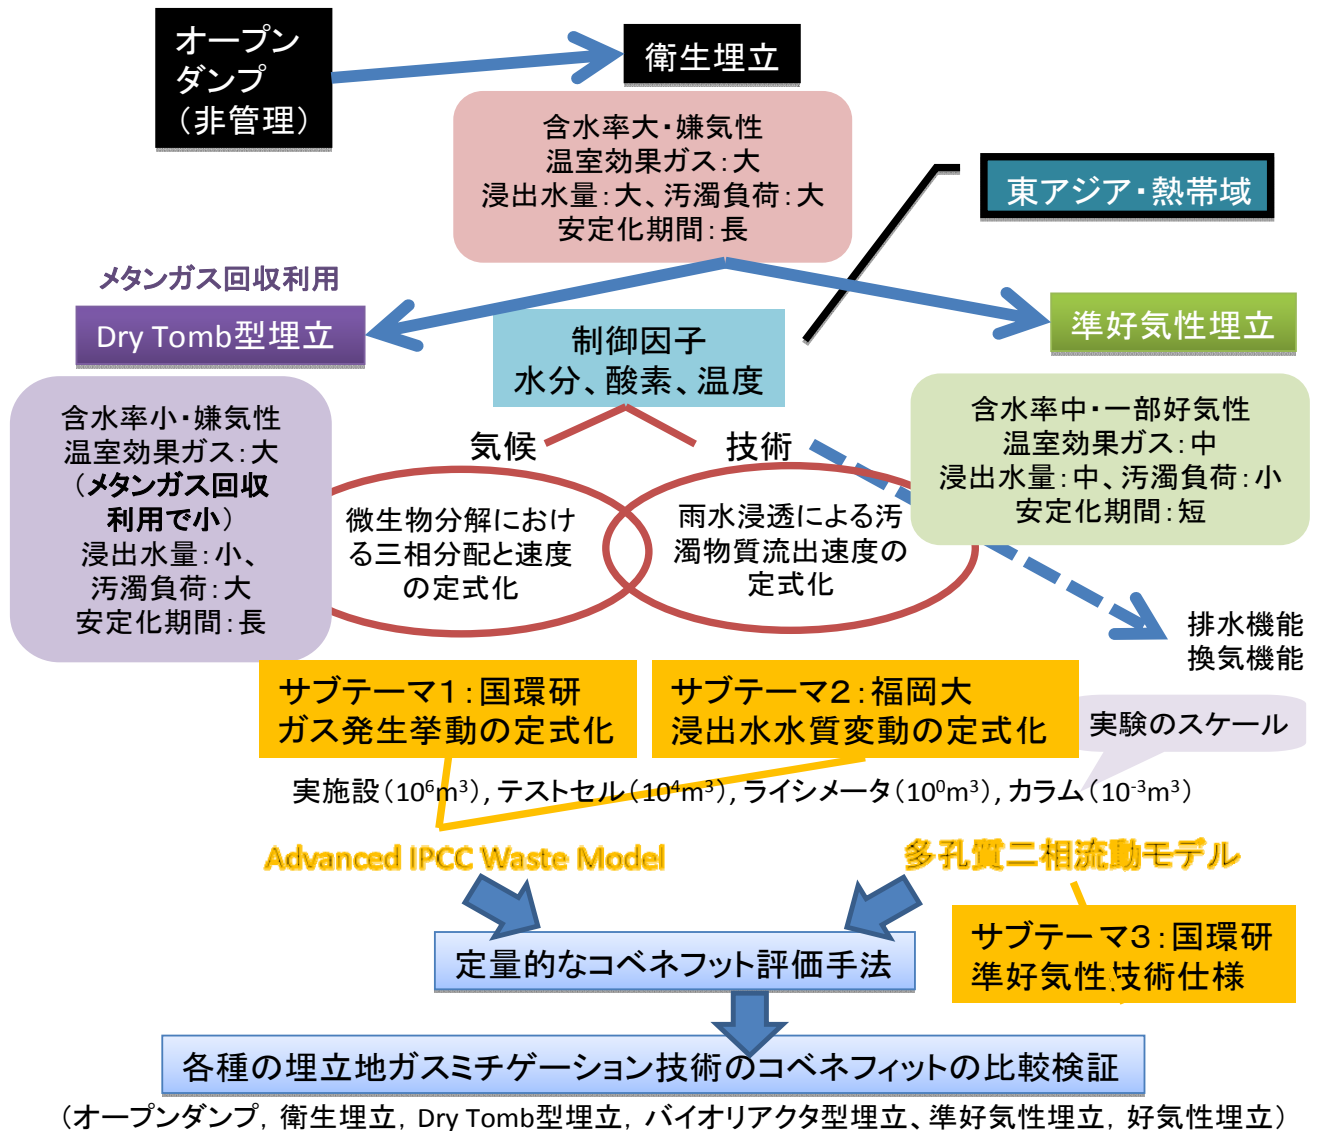 オープン
ダンプ
（非管理）
衛生埋立
含水率大・嫌気性
温室効果ガス：大
浸出水量：大、汚濁負荷：大
安定化期間：長
東アジア・熱帯域
メタンガス回収利用
Dry Tomb型埋立
制御因子
水分、酸素、温度
準好気性埋立
含水率小・嫌気性
温室効果ガス：大
（メタンガス回収
利用で小）
浸出水量：小、
汚濁負荷：大
安定化期間：長
気候
技術
含水率中・一部好気性
温室効果ガス：中
浸出水量：中、汚濁負荷：小
安定化期間：短
微生物分解におけ
る三相分配と速度
の定式化
雨水浸透による汚
濁物質流出速度の
定式化
排水機能
換気機能
サブテーマ１：国環研
ガス発生挙動の定式化
サブテーマ２：福岡大
浸出水水質変動の定式化
実験のスケール
実施設（10⁶m³）, テストセル（10⁴m³）, ライシメータ（10⁰m³）, カラム（10⁻³m³）
Advanced IPCC Waste Model
多孔質二相流動モデル
サブテーマ３：国環研
準好気性技術仕様
定量的なコベネフット評価手法
各種の埋立地ガスミチゲーション技術のコベネフィットの比較検証
（オープンダンプ, 衛生埋立, Dry Tomb型埋立, バイオリアクタ型埋立、準好気性埋立, 好気性埋立）